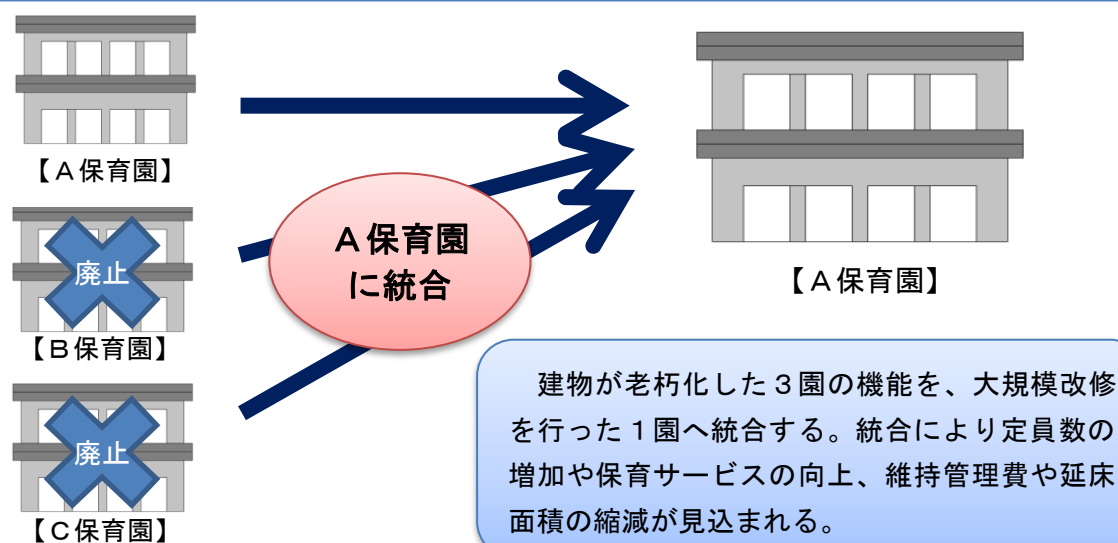 【Ａ保育園】
廃止
【Ｂ保育園】
廃止
【Ｃ保育園】
Ａ保育園
に統合
【Ａ保育園】
建物が老朽化した３園の機能を、大規模改修
を行った１園へ統合する。統合により定員数の
増加や保育サービスの向上、維持管理費や延床
面積の縮減が見込まれる。